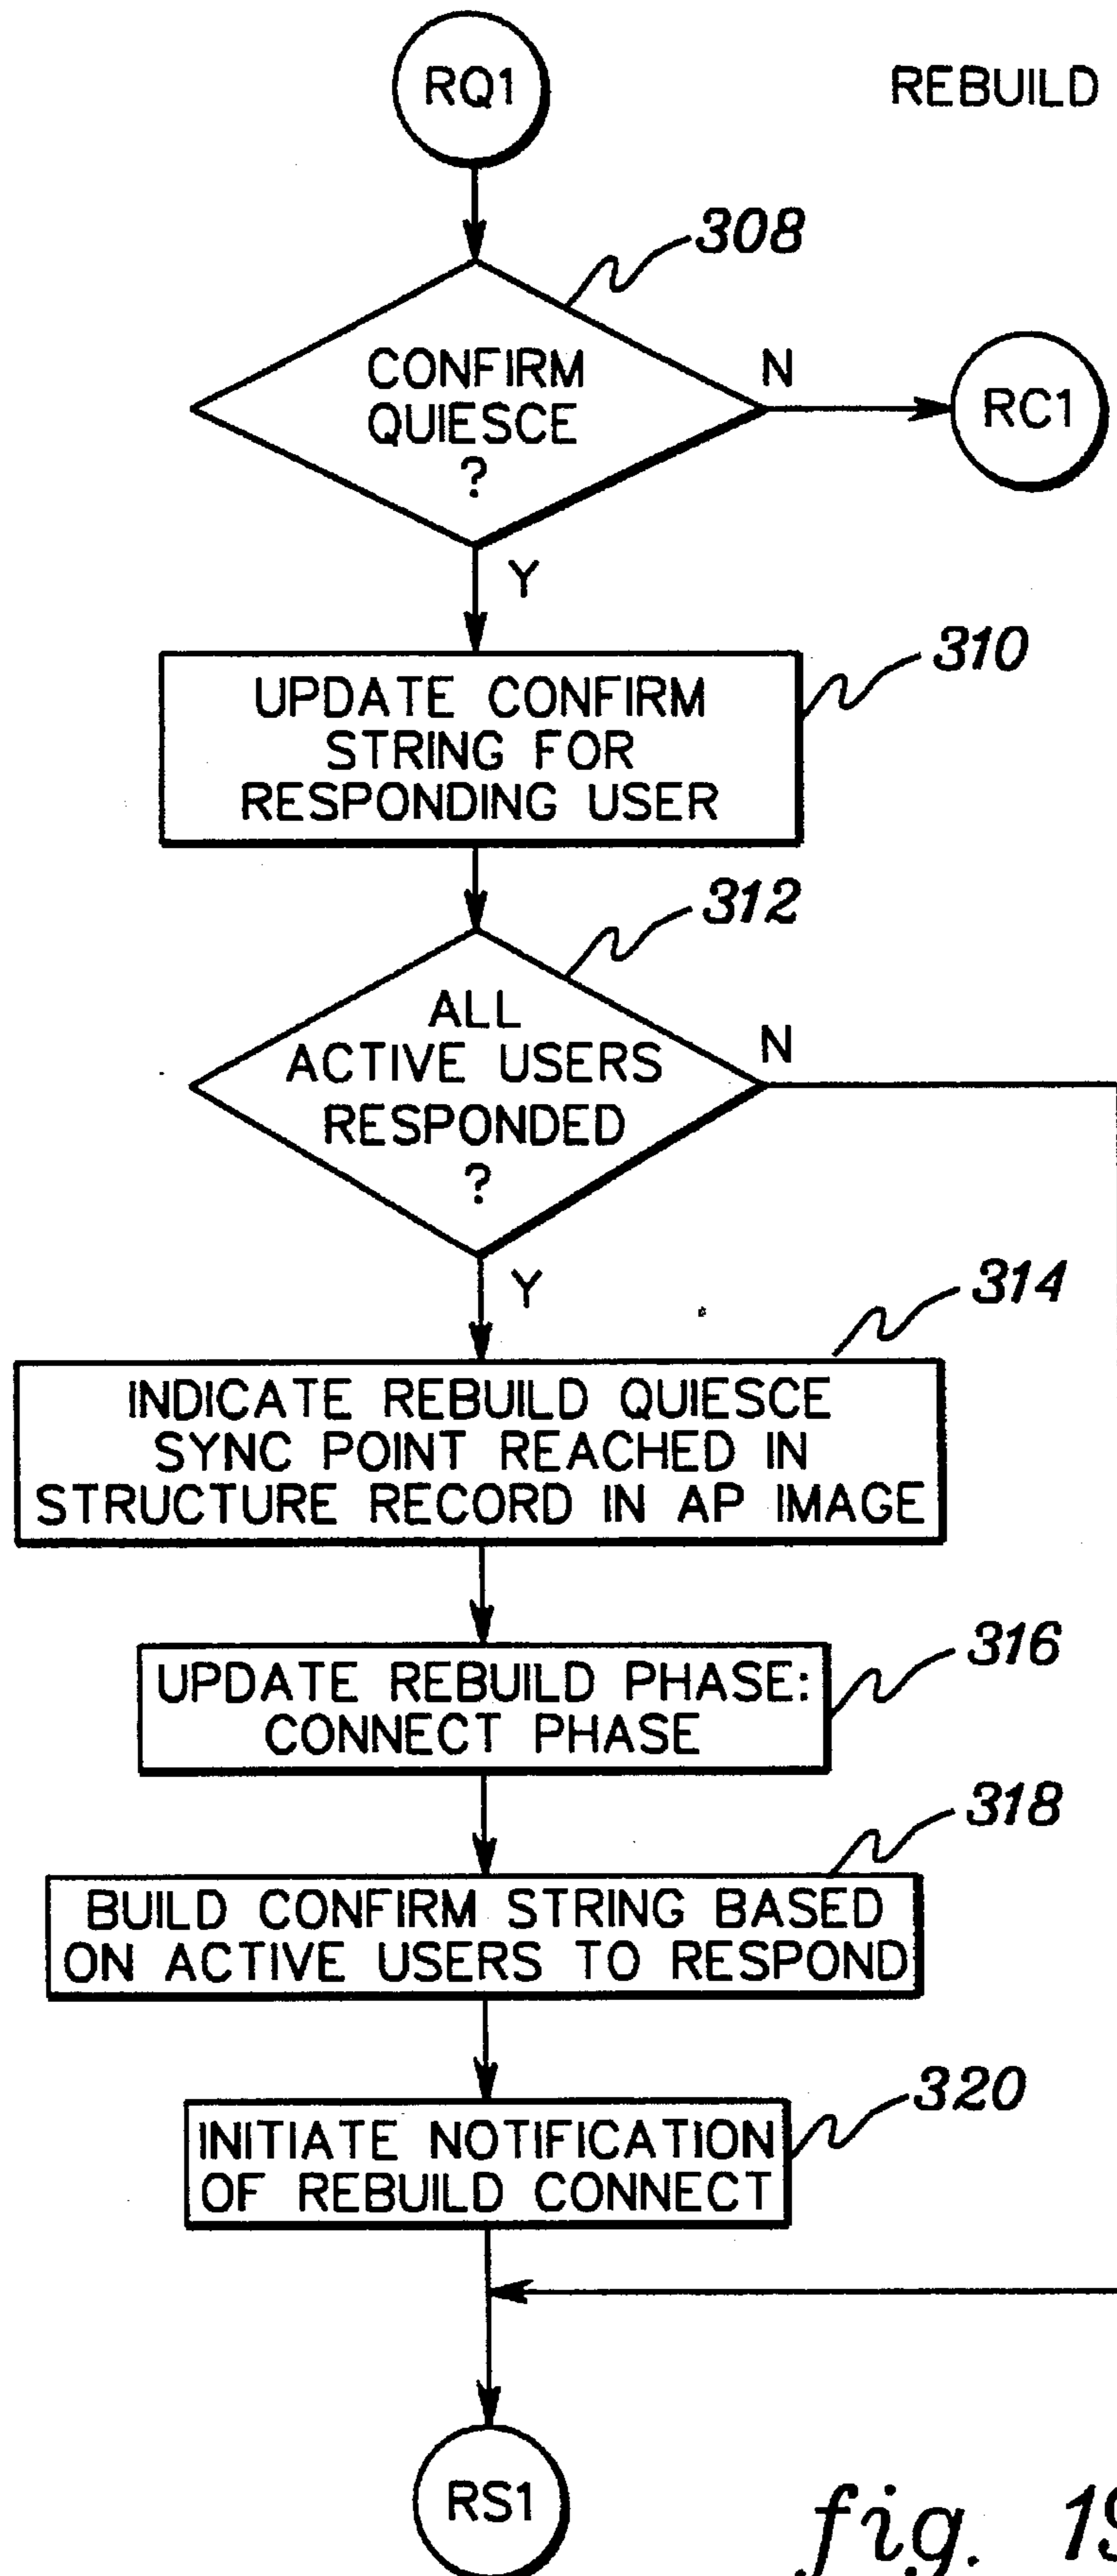 RQ1
REBUILD
308
CONFIRM
QUIESCE
?
N
RC1
Y
310
UPDATE CONFIRM
STRING FOR
RESPONDING USER
312
ALL
ACTIVE USERS
RESPONDED
?
N
Y
314
INDICATE REBUILD QUIESCE
SYNC POINT REACHED IN
STRUCTURE RECORD IN AP IMAGE
316
UPDATE REBUILD PHASE:
CONNECT PHASE
318
BUILD CONFIRM STRING BASED
ON ACTIVE USERS TO RESPOND
320
INITIATE NOTIFICATION
OF REBUILD CONNECT
RS1
fig. 19